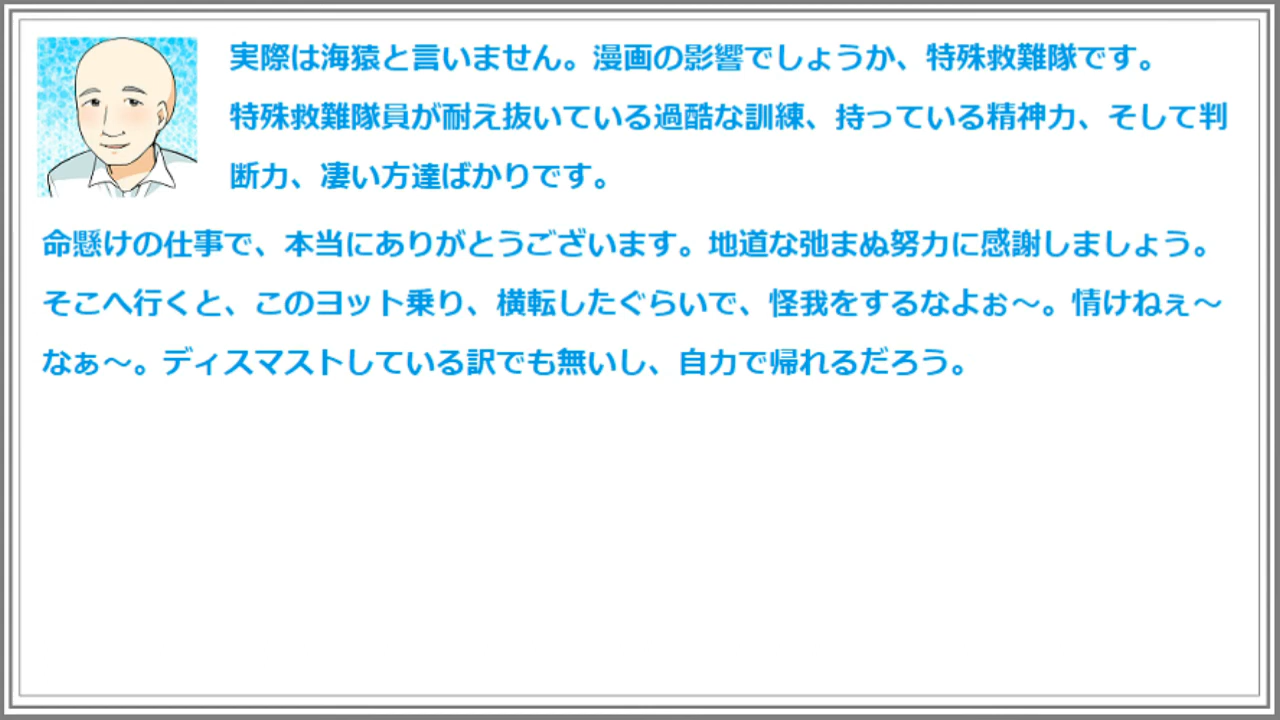 実際は海猿と言いません。漫画の影響でしょうか、特殊救難隊です。
特殊救難隊員が耐え抜いている過酷な訓練、持っている精神力、そして判
断力、凄い方達ばかりです。
命懸けの仕事で、本当にありがとうございます。地道な弛まぬ努力に感謝しましょう。
そこへ行くと、このヨット乗り、横転したぐらいで、怪我をするなよぉ〜。情けねぇ〜
なぁ〜。ディスマストしている訳でも無いし、自力で帰れるだろう。